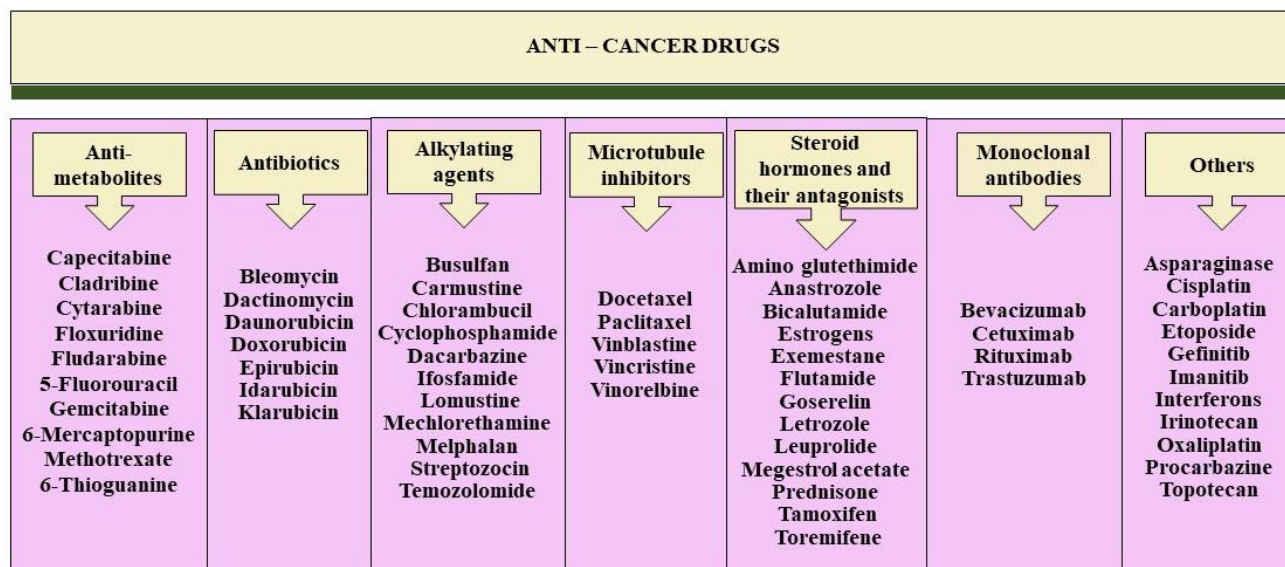 ANTI – CANCER DRUGS
Anti-
metabolites
Capecitabine
Cladribine
Cytarabine
Floxuridine
Fludarabine
5-Fluorouracil
Gemcitabine
6-Mercaptopurine
Methotrexate
6-Thioguanine
Antibiotics
Bleomycin
Dactinomycin
Daunorubicin
Doxorubicin
Epirubicin
Idarubicin
Klarubicin
Alkylating
agents
Busulfan
Carmustine
Chlorambucil
Cyclophosphamide
Dacarbazine
Ifosfamide
Lomustine
Mechlorethamine
Melphalan
Streptozocin
Temozolomide
Microtubule
inhibitors
Docetaxel
Paclitaxel
Vinblastine
Vincristine
Vinorelbine
Steroid
hormones and
their antagonists
Amino glutethimide
Anastrozole
Bicalutamide
Estrogens
Exemestane
Flutamide
Goserelin
Letrozole
Leuprolide
Megestrol acetate
Prednisone
Tamoxifen
Toremifene
Monoclonal
antibodies
Bevacizumab
Cetuximab
Rituximab
Trastuzumab
Others
Asparaginase
Cisplatin
Carboplatin
Etoposide
Gefinitib
Imanitib
Interferons
Irinotecan
Oxaliplatin
Procarbazine
Topotecan